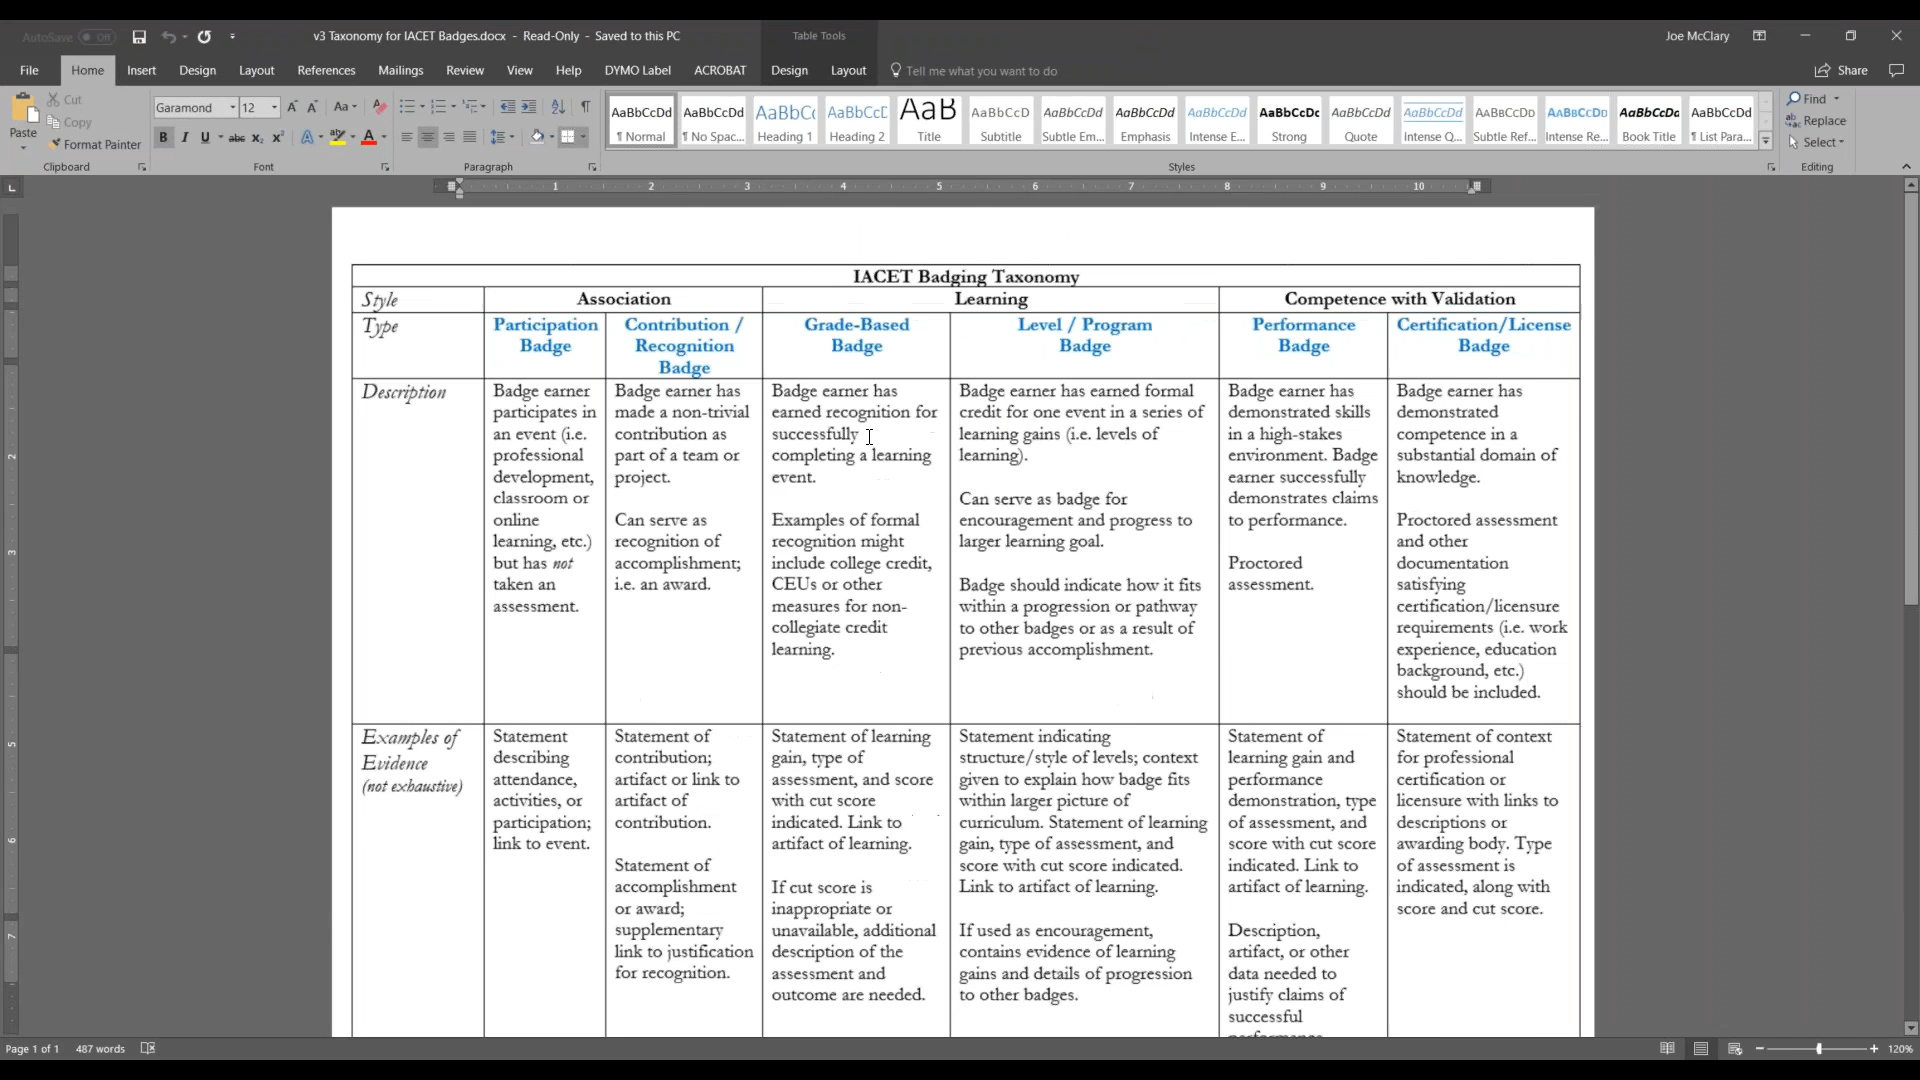 AutoSave Off
v3 Taxonomy for IACET Badges.docx - Read-Only - Saved to this PC
Table Tools
Joe McClary
File Home Insert Design Layout References Mailings Review View Help DYMO Label ACROBAT Design Layout Tell me what you want to do Share
Paste
Cut
Copy
Format Painter
Clipboard
Garamond 12
Font
Paragraph
AaBbCcDd AaBbCcDd AaBbC( AaBbCcE AaB AaBbCcD AaBbCcDd AaBbCcDd AaBbCcDd AaBbCcDc AaBbCcDd AaBbCcDd AaBbCcDd AaBbCcDd AaBbCcDd AaBbCcDd
¶ Normal ¶ No Spac... Heading 1 Heading 2 Title Subtitle Subtle Em... Emphasis Intense E... Strong Quote Intense Q... Subtle Ref... Intense Re... Book Title ¶ List Para...
Styles
Find
Replace
Select
Editing
1 2 3 4 5 6 7 8 9 10
2
3
5
6
7
IACET Badging Taxonomy
Style Association Learning Competence with Validation
Type
Participation
Badge
Contribution /
Recognition
Badge
Grade-Based
Badge
Level / Program
Badge
Performance
Badge
Certification/License
Badge
Description
Badge earner
participates in
an event (i.e.
professional
development,
classroom or
online
learning, etc.)
but has not
taken an
assessment.
Badge earner has
made a non-trivial
contribution as
part of a team or
project.
Can serve as
recognition of
accomplishment;
i.e. an award.
Badge earner has
earned recognition for
successfully
completing a learning
event.
Examples of formal
recognition might
include college credit,
CEUs or other
measures for non-
collegiate credit
learning.
Badge earner has earned formal
credit for one event in a series of
learning gains (i.e. levels of
learning).
Can serve as badge for
encouragement and progress to
larger learning goal.
Badge should indicate how it fits
within a progression or pathway
to other badges or as a result of
previous accomplishment.
Badge earner has
demonstrated skills
in a high-stakes
environment. Badge
earner successfully
demonstrates claims
to performance.
Proctored
assessment.
Badge earner has
demonstrated
competence in a
substantial domain of
knowledge.
Proctored assessment
and other
documentation
satisfying
certification/licensure
requirements (i.e. work
experience, education
background, etc.)
should be included.
Examples of
Evidence
(not exhaustive)
Statement
describing
attendance,
activities, or
participation;
link to event.
Statement of
contribution;
artifact or link to
artifact of
contribution.
Statement of
accomplishment
or award;
supplementary
link to justification
for recognition.
Statement of learning
gain, type of
assessment, and score
with cut score
indicated. Link to
artifact of learning.
If cut score is
inappropriate or
unavailable, additional
description of the
assessment and
outcome are needed.
Statement indicating
structure/style of levels; context
given to explain how badge fits
within larger picture of
curriculum. Statement of learning
gain, type of assessment, and
score with cut score indicated.
Link to artifact of learning.
If used as encouragement,
contains evidence of learning
gains and details of progression
to other badges.
Statement of
learning gain and
performance
demonstration, type
of assessment, and
score with cut score
indicated. Link to
artifact of learning.
Description,
artifact, or other
data needed to
justify claims of
successful
Statement of context
for professional
certification or
licensure with links to
descriptions or
awarding body. Type
of assessment is
indicated, along with
score and cut score.
Page 1 of 1 487 words 120%